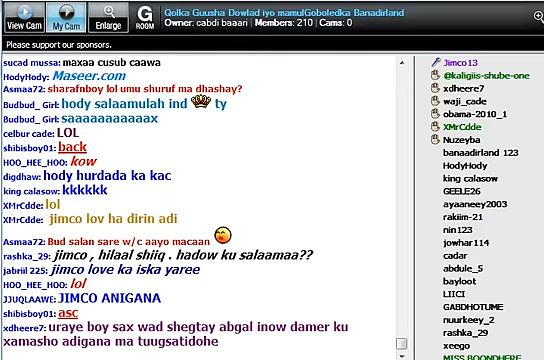 Qolka Guusha Dowlad iyo mamulGoboledka Banadirland
Owner: cabdi baaari | Members: 210 | Cams: 0
View Cam
My Cam
Enlarge
G
ROOM
Please support our sponsors.
sucad mussa: maxaa cusub caawa
HodyHody: Maseer.com
Asmaa72: sharafnboy lol umu shuruf ma dhashay?
Budbud_ Girl: hody salaamulah ind ty
Budbud_ Girl: saaaaaaaaaaax
celbur cade: LOL
shibisboy01: back
HOO_HEE_HOO: kow
digdhaw: hody hurdada ka kac
king calasow: kkkkkk
XMrCdde: lol
XMrCdde: jimco lov ha dirin adi
Asmaa72: Bud salan sare w/c aayo macaan
rashka_29: jimco , hilaal shiiq . hadow ku salaamaa??
jabriil 225: jimco love ka iska yaree
HOO_HEE_HOO: lol
JJUQLAAWE: JIMCO ANIGANA
shibisboy01: asc
xdheere7: uraye boy sax wad shegtay abgal inow damer ku
xamasho adigana ma tuugsatidohe
Jimco13
@kaligiis-shube-one
xdheere7
waji_cade
obama-2010_1
XMrCdde
Nuzeyba
banaadirland 123
HodyHody
king calasow
GEELE26
ayaaneey2003
rakiim-21
nin123
jowhar114
cadar
abdule_5
bayloot
LIICI
GABDHOTUME
nuurkeey_2
rashka_29
xeego
MISS BOONDHERE